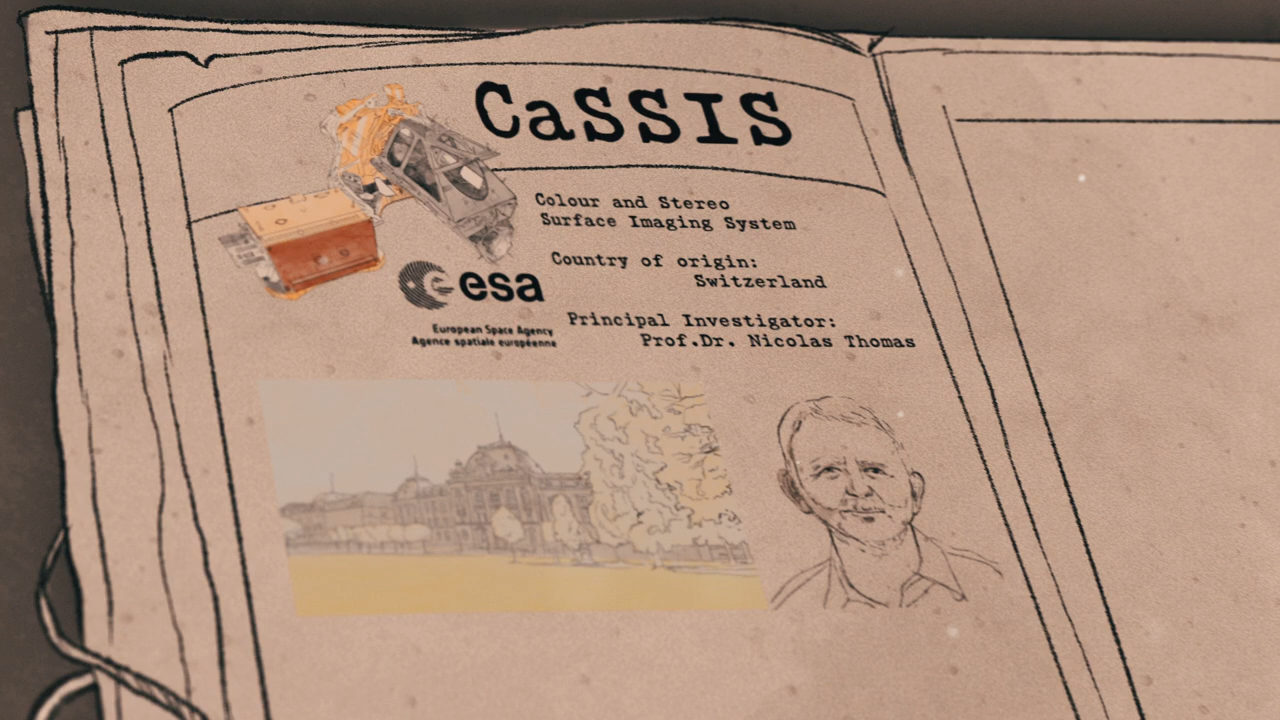 CaSSIS
Colour and Stereo
Surface Imaging System
Country of origin:
Switzerland
esa
European Space Agency
Agence spatiale européenne
Principal Investigator:
Prof.Dr. Nicolas Thomas